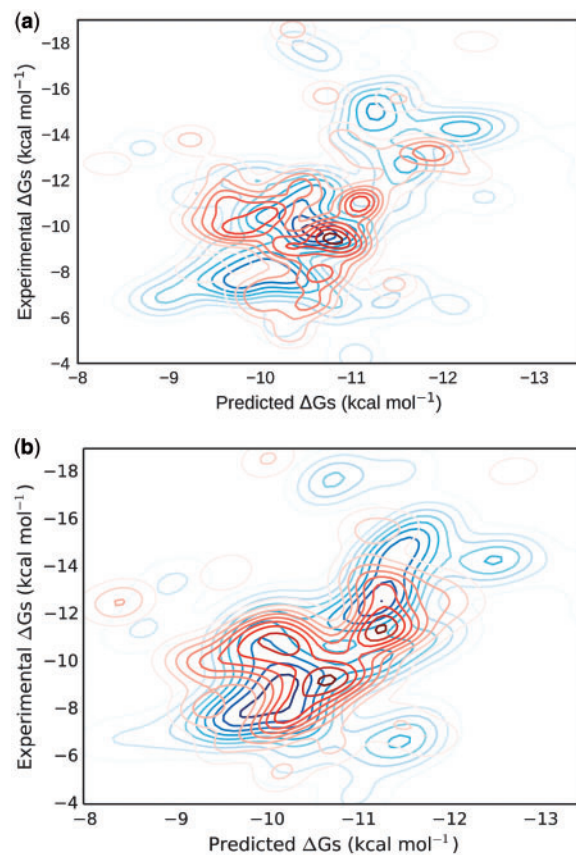 (a)
Experimental ΔGs (kcal mol⁻¹)
−18
−16
−14
−12
−10
−8
−6
−4
−8 −9 −10 −11 −12 −13
Predicted ΔGs (kcal mol⁻¹)
(b)
Experimental ΔGs (kcal mol⁻¹)
−18
−16
−14
−12
−10
−8
−6
−4
−8 −9 −10 −11 −12 −13
Predicted ΔGs (kcal mol⁻¹)